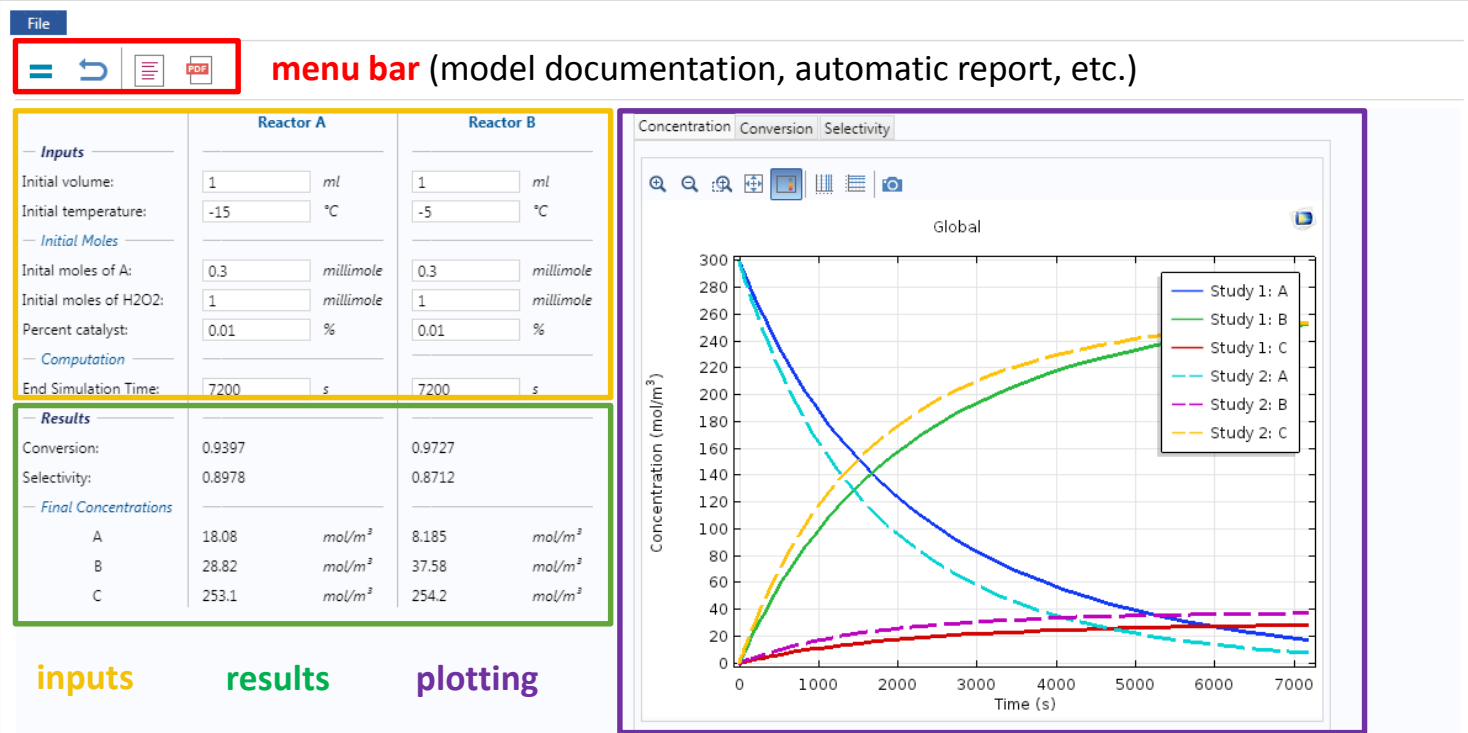 File
PDF
menu bar (model documentation, automatic report, etc.)
Reactor A Reactor B
Inputs
Initial volume: 1 ml 1 ml
Initial temperature: -15 °C -5 °C
Initial Moles
Inital moles of A: 0.3 millimole 0.3 millimole
Initial moles of H2O2: 1 millimole 1 millimole
Percent catalyst: 0.01 % 0.01 %
Computation
End Simulation Time: 7200 s 7200 s
Results
Conversion: 0.9397 0.9727
Selectivity: 0.8978 0.8712
Final Concentrations
A 18.08 mol/m³ 8.185 mol/m³
B 28.82 mol/m³ 37.58 mol/m³
C 253.1 mol/m³ 254.2 mol/m³
inputs results plotting
Concentration Conversion Selectivity
Global
300
280
260
240
220
200
180
160
140
120
100
80
60
40
20
0
Concentration (mol/m³)
Study 1: A
Study 1: B
Study 1: C
Study 2: A
Study 2: B
Study 2: C
0 1000 2000 3000 4000 5000 6000 7000
Time (s)